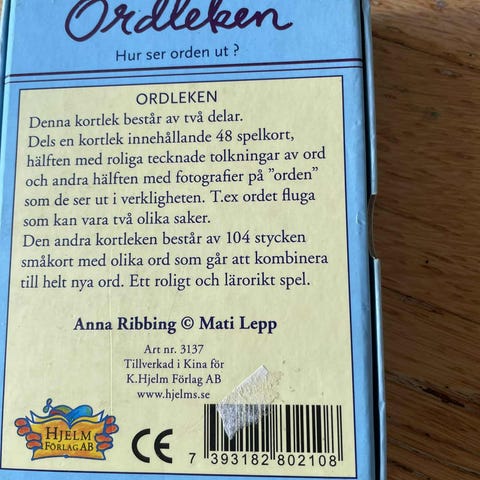 Ordleken
Hur ser orden ut ?
ORDLEKEN
Denna kortlek består av två delar.
Dels en kortlek innehållande 48 spelkort,
hälften med roliga tecknade tolkningar av ord
och andra hälften med fotografier på "orden"
som de ser ut i verkligheten. T.ex ordet fluga
som kan vara två olika saker.
Den andra kortleken består av 104 stycken
småkort med olika ord som går att kombinera
till helt nya ord. Ett roligt och lärorikt spel.
Anna Ribbing © Mati Lepp
Art nr. 3137
Tillverkad i Kina för
K.Hjelm Förlag AB
www.hjelms.se
HJELM
FÖRLAG AB
CE
7 393182 802108